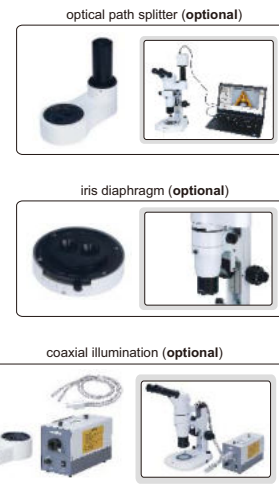 optical path splitter (optional)
iris diaphragm (optional)
coaxial illumination (optional)